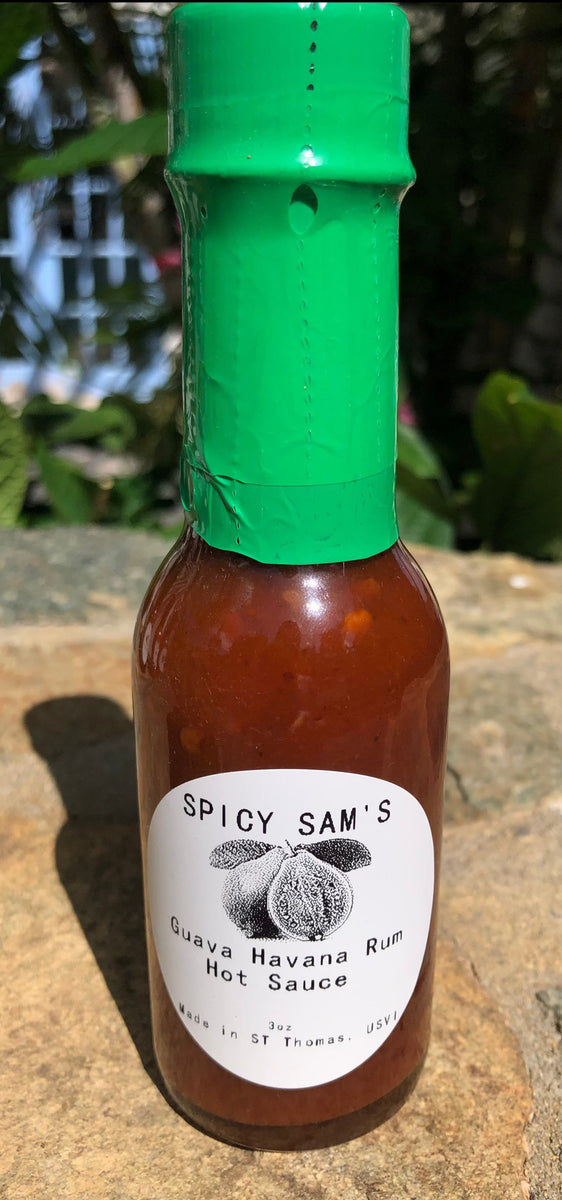 SPICY SAM'S
Guava Havana Rum
Hot Sauce
3oz
Made in ST Thomas, USVI